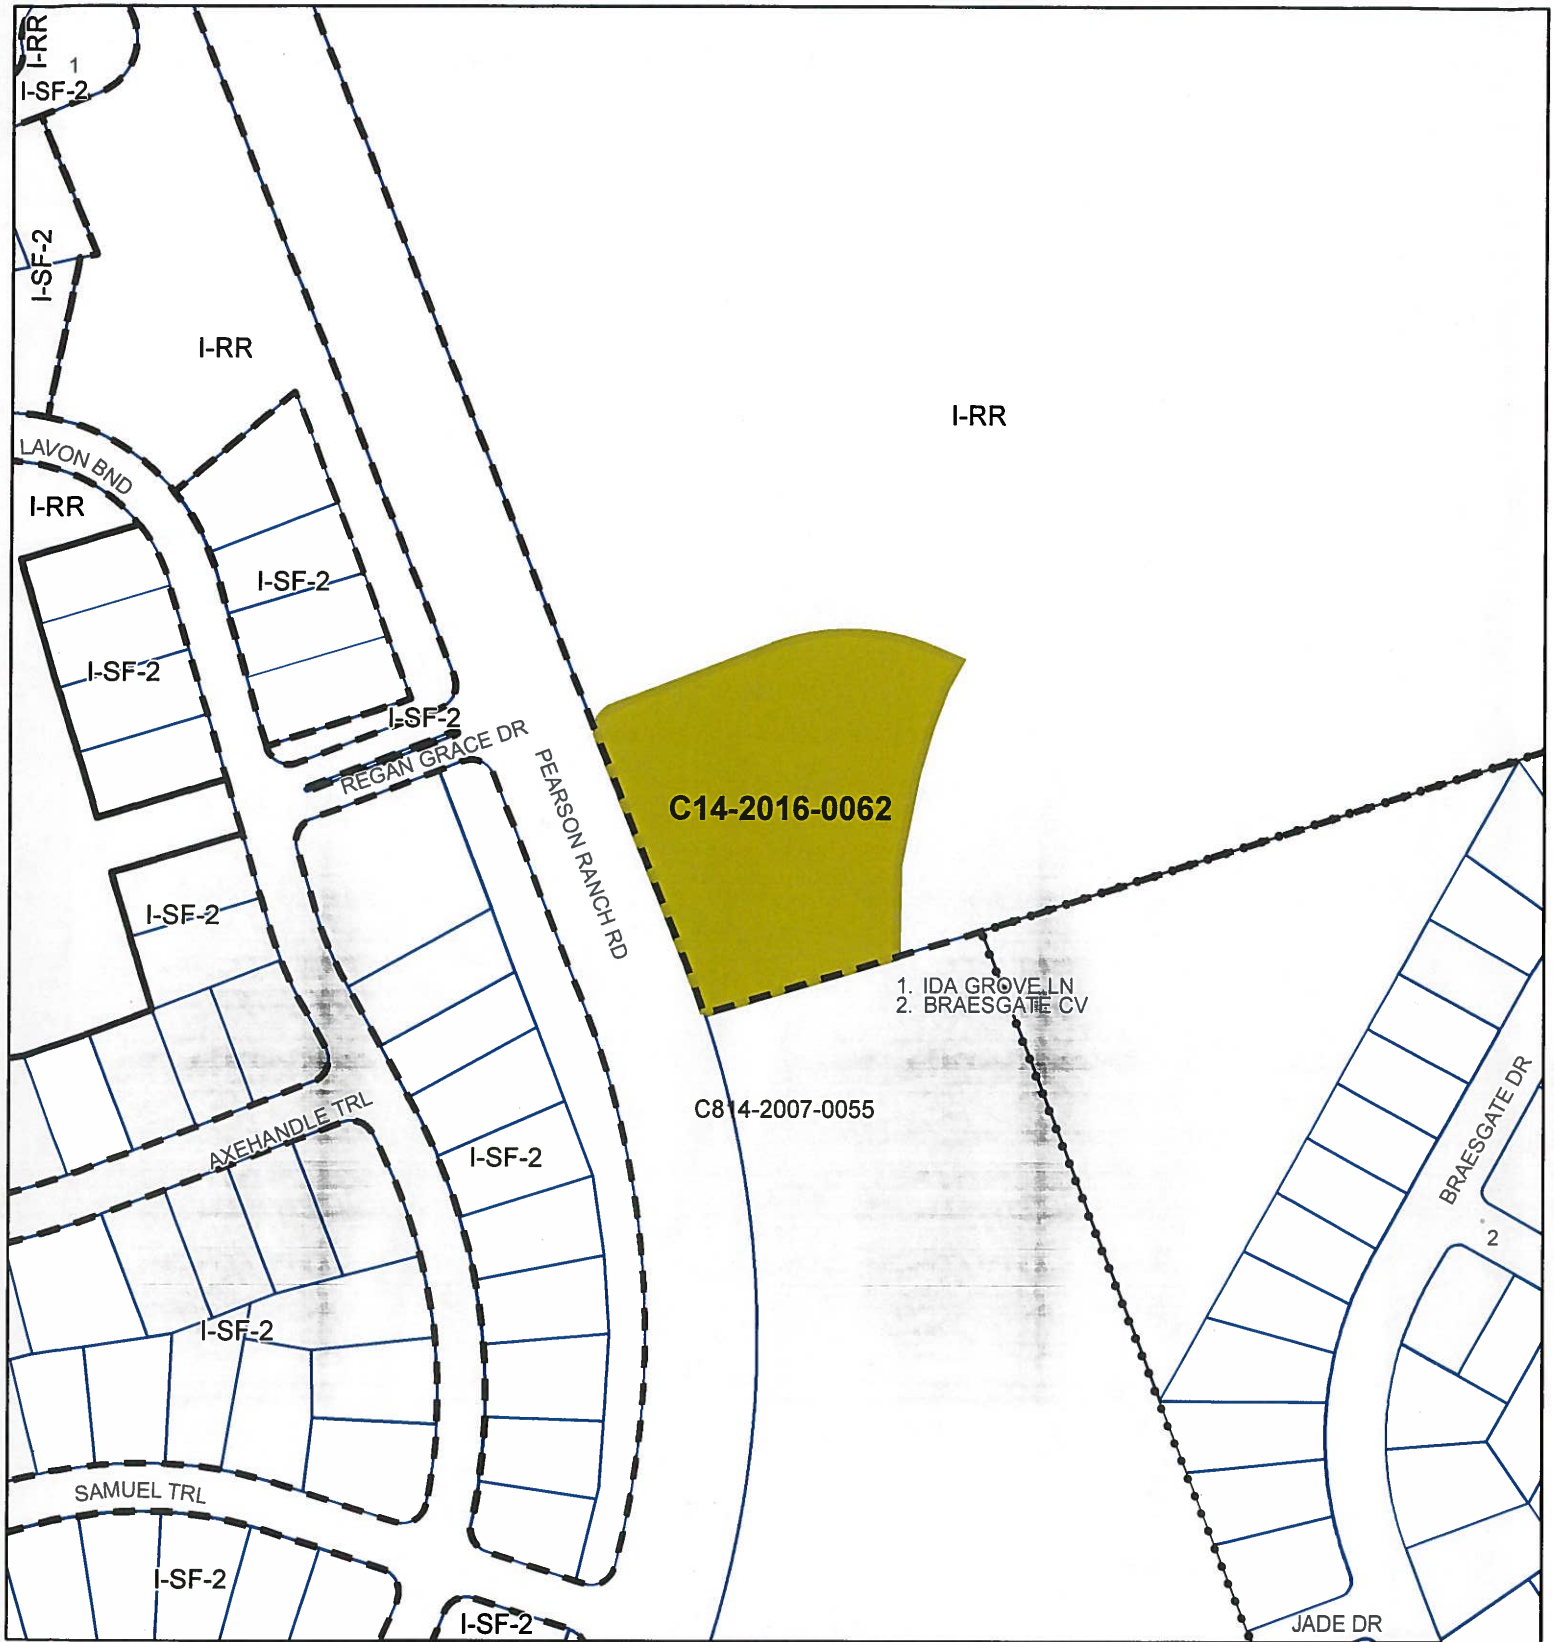 I-RR
1
I-SF-2
I-SF-2
I-RR
I-RR
LAVON BND
I-RR
I-SF-2
I-SF-2
I-SF-2
REGAN GRACE DR
PEARSON RANCH RD
C14-2016-0062
I-SF-2
1. IDA GROVE LN
2. BRAESGATE CV
C814-2007-0055
AXEHANDLE TRL
I-SF-2
BRAESGATE DR
2
I-SF-2
SAMUEL TRL
I-SF-2
I-SF-2
JADE DR